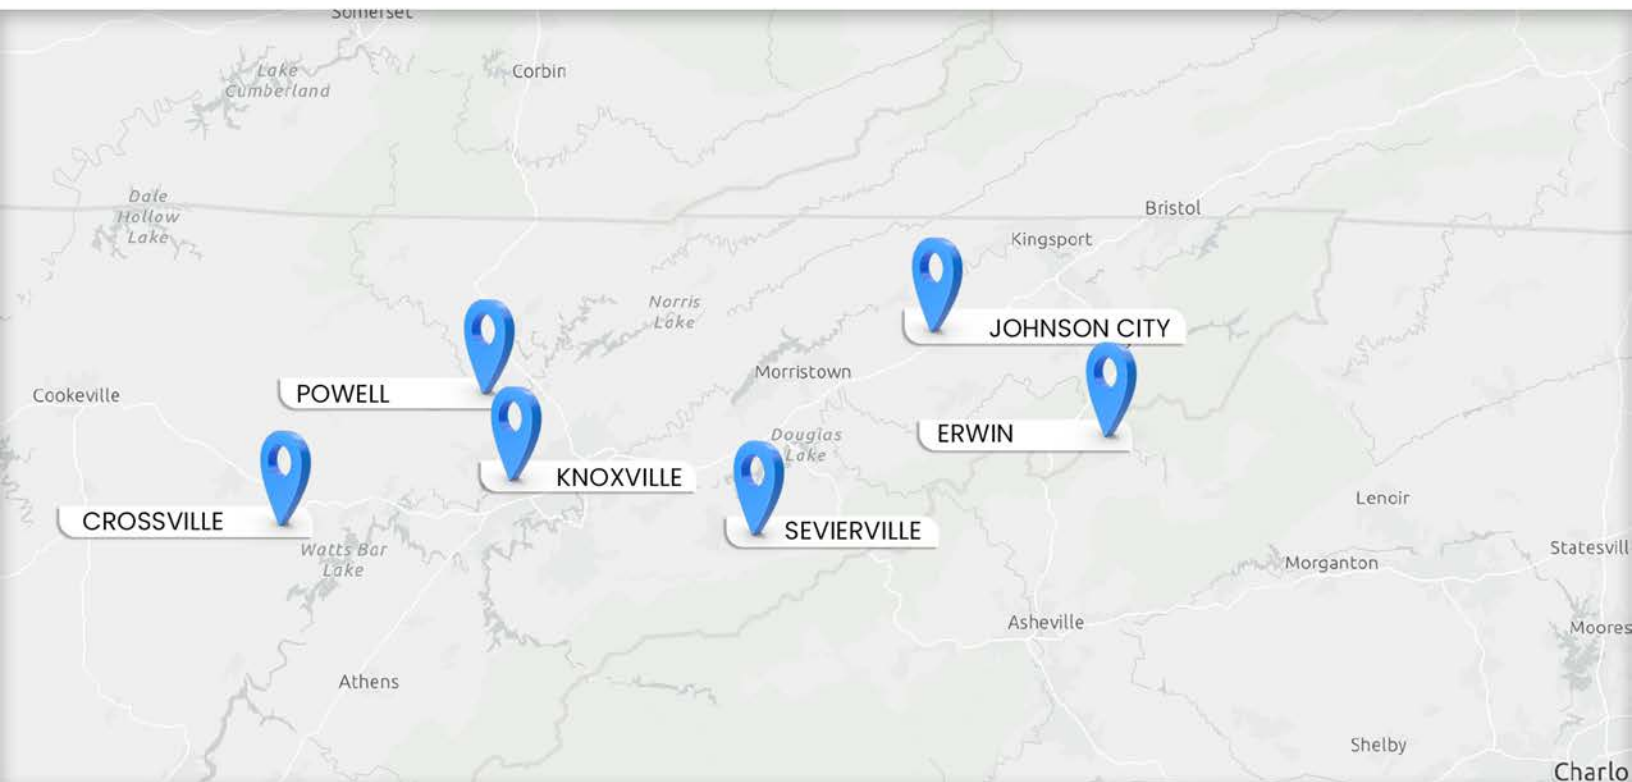 Somerset
Lake
Cumberland
Corbin
Dale
Hollow
Lake
Bristol
Kingsport
Norris
Lake
JOHNSON CITY
Morristown
POWELL
Cookeville
Douglas
Lake
ERWIN
KNOXVILLE
Lenoir
CROSSVILLE
SEVIERVILLE
Watts Bar
Lake
Statesvill
Morganton
Asheville
Moores
Athens
Shelby
Charlo